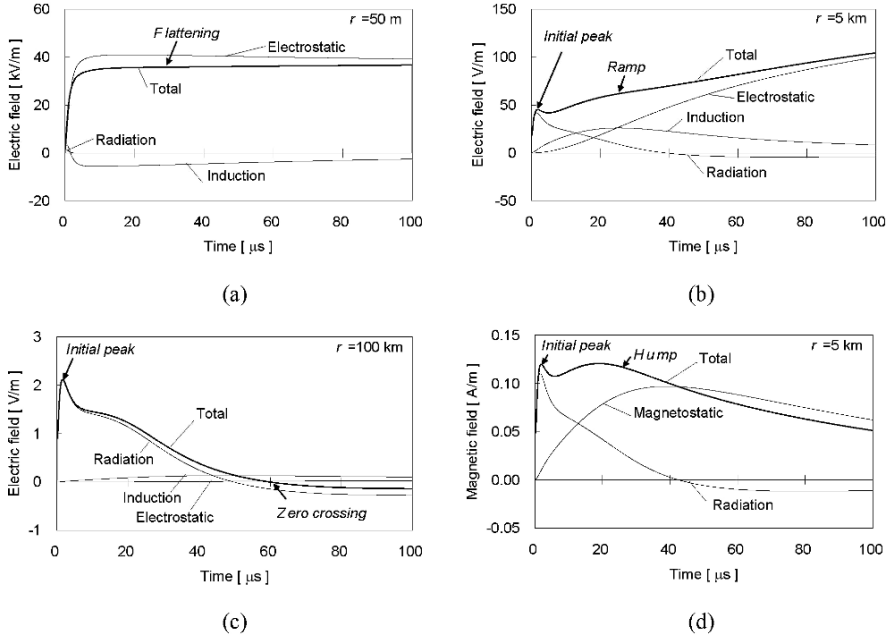 60
40
20
0
-20
Electric field [ kV/m ]
r =50 m
Flattening
Electrostatic
Total
Radiation
Induction
0 20 40 60 80 100
Time [ μs ]
(a)
150
100
50
0
-50
Electric field [ V/m ]
r =5 km
Initial peak
Ramp
Total
Electrostatic
Induction
Radiation
0 20 40 60 80 100
Time [ μs ]
(b)
3
2
1
0
-1
Electric field [ V/m ]
r =100 km
Initial peak
Total
Radiation
Induction
Electrostatic
Zero crossing
0 20 40 60 80 100
Time [ μs ]
(c)
0.15
0.10
0.05
0.00
-0.05
Magnetic field [ A/m ]
r =5 km
Initial peak
Hump
Total
Magnetostatic
Radiation
0 20 40 60 80 100
Time [ μs ]
(d)